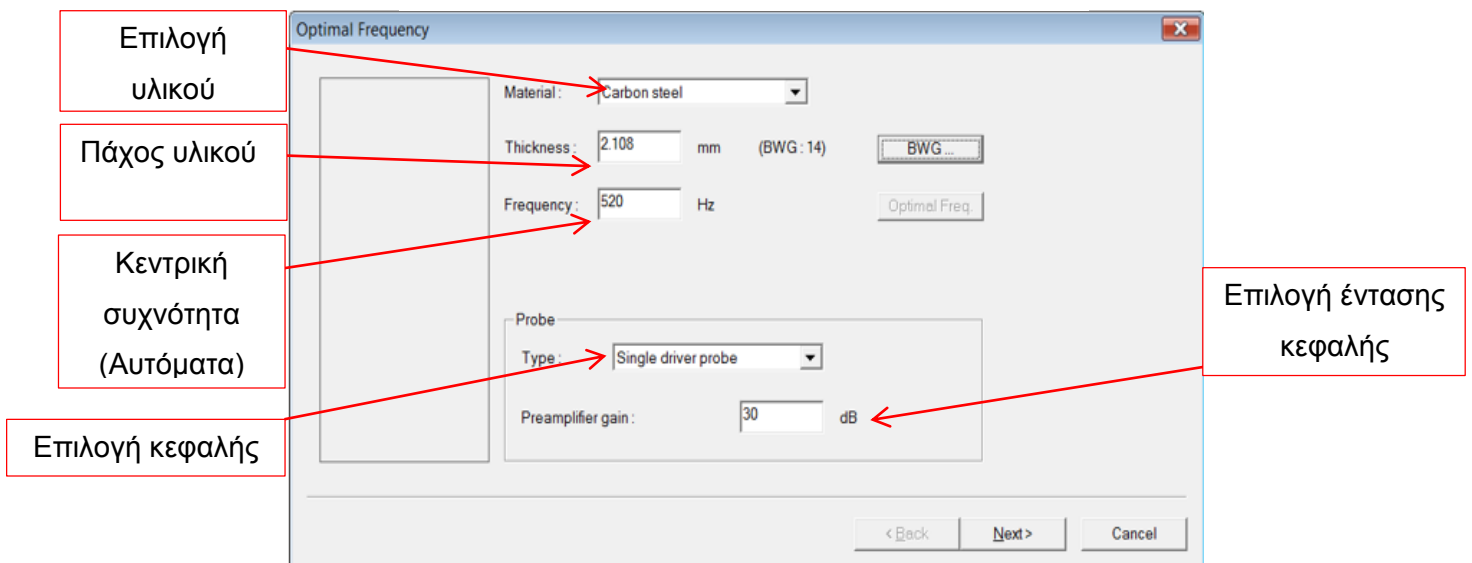 Επιλογή
υλικού
Πάχος υλικού
Κεντρική
συχνότητα
(Αυτόματα)
Επιλογή κεφαλής
Optimal Frequency
Material :
Carbon steel
Thickness :
2.108
mm
(BWG : 14)
BWG ...
Frequency :
520
Hz
Optimal Freq.
Probe
Type :
Single driver probe
Preamplifier gain :
30
dB
< Back
Next >
Cancel
Επιλογή έντασης
κεφαλής